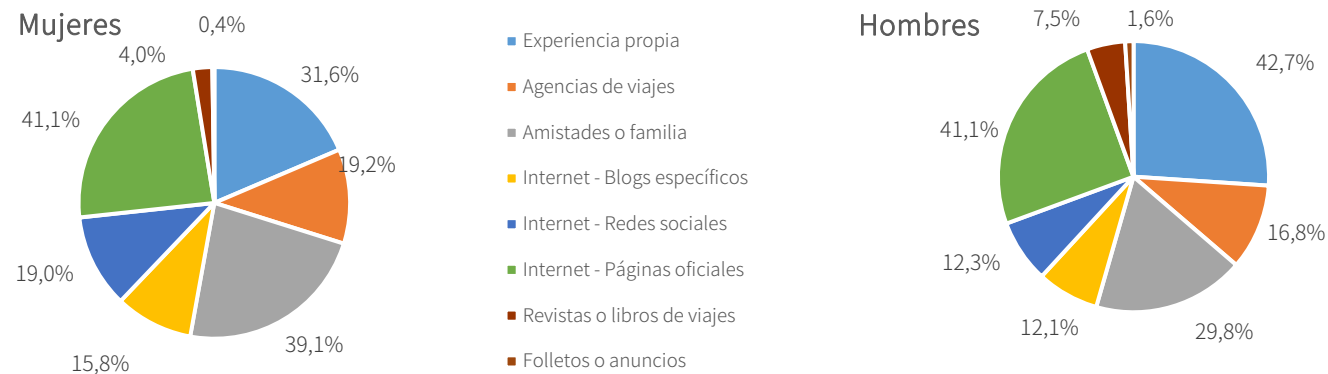 Mujeres
0,4%
4,0%
31,6%
41,1%
19,2%
19,0%
39,1%
15,8%
Experiencia propia
Agencias de viajes
Amistades o familia
Internet - Blogs específicos
Internet - Redes sociales
Internet - Páginas oficiales
Revistas o libros de viajes
Folletos o anuncios
Hombres
7,5%
1,6%
42,7%
41,1%
16,8%
12,3%
12,1%
29,8%